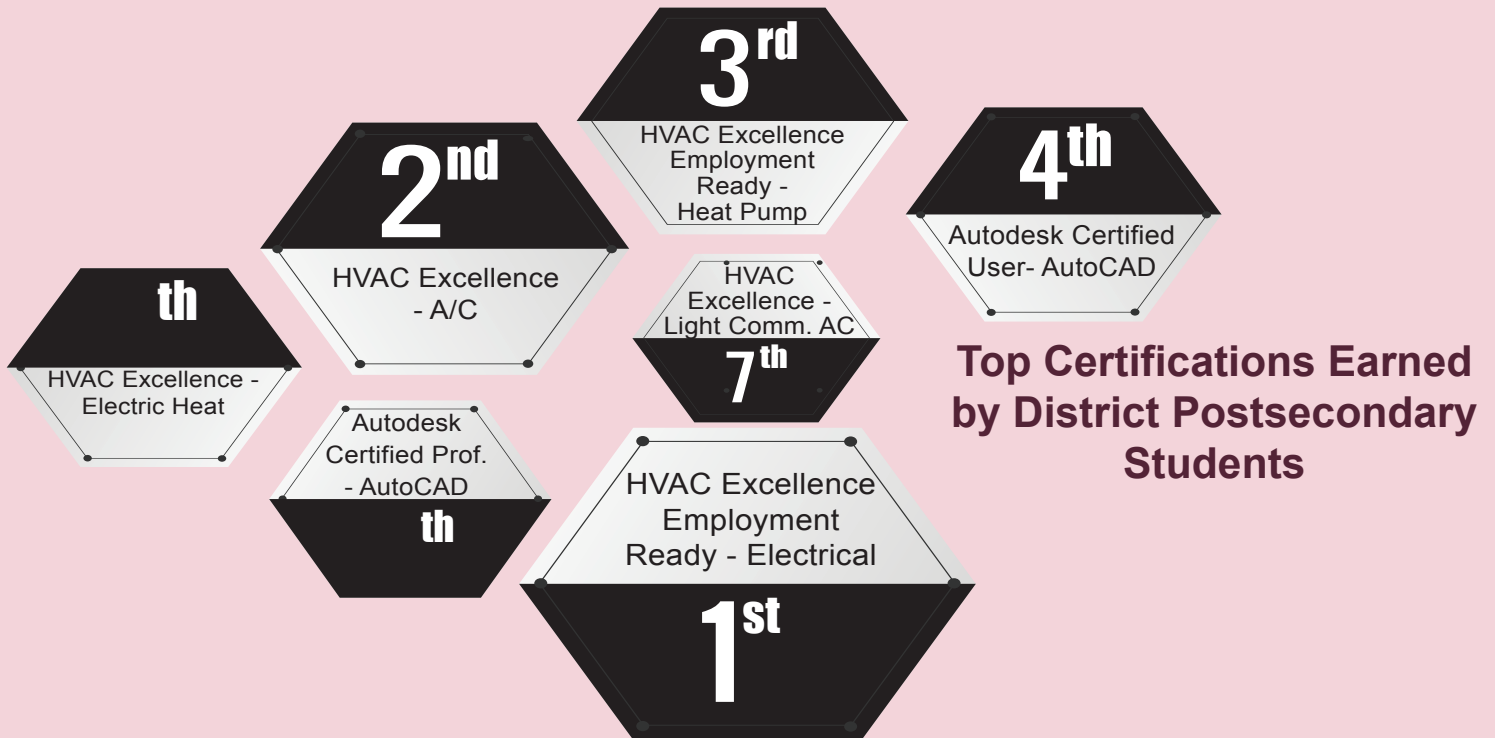 3rd
HVAC Excellence
Employment
Ready -
Heat Pump
2nd
HVAC Excellence
- A/C
4th
Autodesk Certified
User- AutoCAD
th
HVAC Excellence -
Electric Heat
HVAC
Excellence -
Light Comm. AC
7th
Autodesk
Certified Prof.
- AutoCAD
th
HVAC Excellence
Employment
Ready - Electrical
1st
Top Certifications Earned
by District Postsecondary
Students